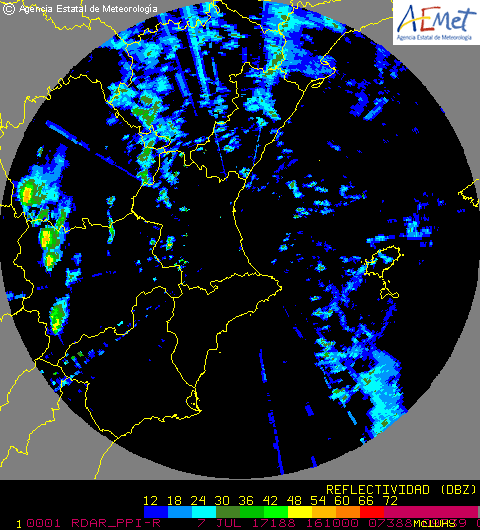 © Agencia Estatal de Meteorología
AEMet
Agencia Estatal de Meteorología
REFLECTIVIDAD (DBZ)
12 18 24 30 36 42 48 54 60 66 72
1 0001 RDAR_PPI-R 7 JUL 17188 161000 07388
McIDAS